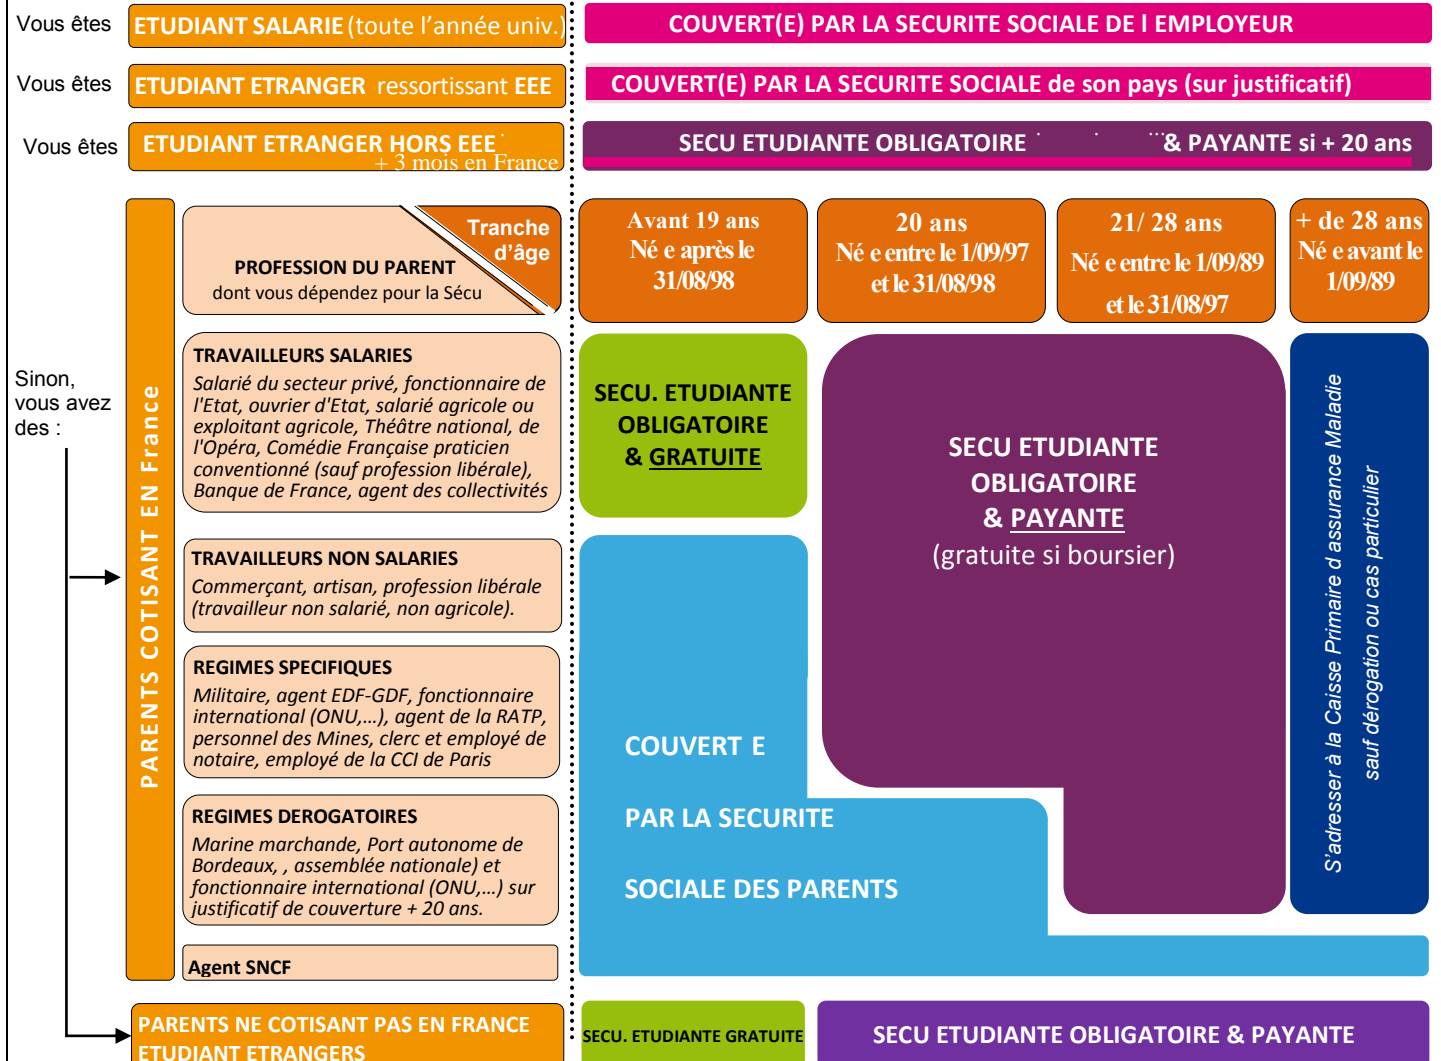 Vous êtes
ETUDIANT SALARIE (toute l’année univ.)
COUVERT(E) PAR LA SECURITE SOCIALE DE l EMPLOYEUR
Vous êtes
ETUDIANT ETRANGER ressortissant EEE
COUVERT(E) PAR LA SECURITE SOCIALE de son pays (sur justificatif)
Vous êtes
ETUDIANT ETRANGER HORS EEE
+ 3 mois en France
SECU ETUDIANTE OBLIGATOIRE & PAYANTE si + 20 ans
Tranche
d’âge
PROFESSION DU PARENT
dont vous dépendez pour la Sécu
Avant 19 ans
Né e après le
31/08/98
20 ans
Né e entre le 1/09/97
et le 31/08/98
21/ 28 ans
Né e entre le 1/09/89
et le 31/08/97
+ de 28 ans
Né e avant le
1/09/89
Sinon,
vous avez
des :
PARENTS COTISANT EN France
TRAVAILLEURS SALARIES
Salarié du secteur privé, fonctionnaire de
l'Etat, ouvrier d'Etat, salarié agricole ou
exploitant agricole, Théâtre national, de
l'Opéra, Comédie Française praticien
conventionné (sauf profession libérale),
Banque de France, agent des collectivités
SECU. ETUDIANTE
OBLIGATOIRE
& GRATUITE
SECU ETUDIANTE
OBLIGATOIRE
& PAYANTE
(gratuite si boursier)
S’adresser à la Caisse Primaire d assurance Maladie
sauf dérogation ou cas particulier
TRAVAILLEURS NON SALARIES
Commerçant, artisan, profession libérale
(travailleur non salarié, non agricole).
REGIMES SPECIFIQUES
Militaire, agent EDF-GDF, fonctionnaire
international (ONU,…), agent de la RATP,
personnel des Mines, clerc et employé de
notaire, employé de la CCI de Paris
COUVERT E
PAR LA SECURITE
SOCIALE DES PARENTS
REGIMES DEROGATOIRES
Marine marchande, Port autonome de
Bordeaux, , assemblée nationale) et
fonctionnaire international (ONU,…) sur
justificatif de couverture + 20 ans.
Agent SNCF
PARENTS NE COTISANT PAS EN FRANCE
ETUDIANT ETRANGERS
SECU. ETUDIANTE GRATUITE
SECU ETUDIANTE OBLIGATOIRE & PAYANTE